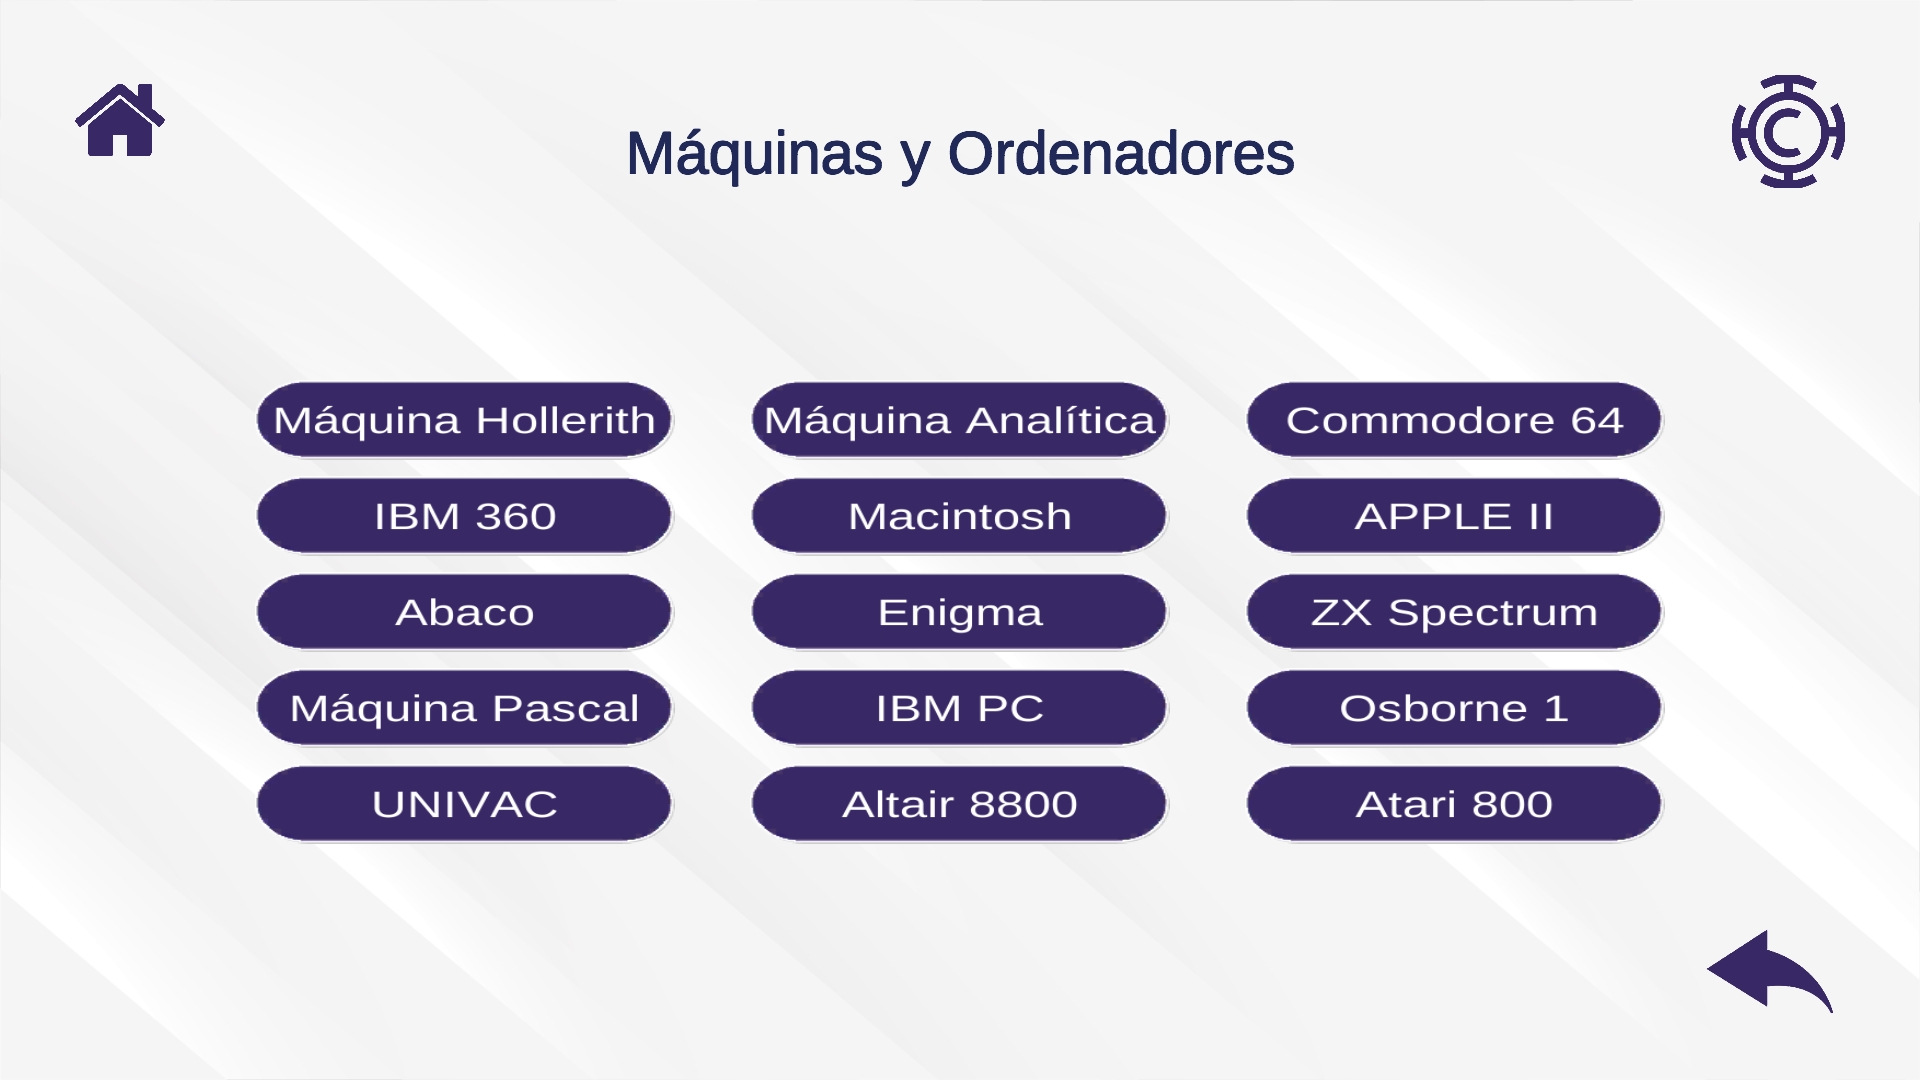 Máquinas y Ordenadores
Máquina Hollerith
Máquina Analítica
Commodore 64
IBM 360
Macintosh
APPLE II
Abaco
Enigma
ZX Spectrum
Máquina Pascal
IBM PC
Osborne 1
UNIVAC
Altair 8800
Atari 800